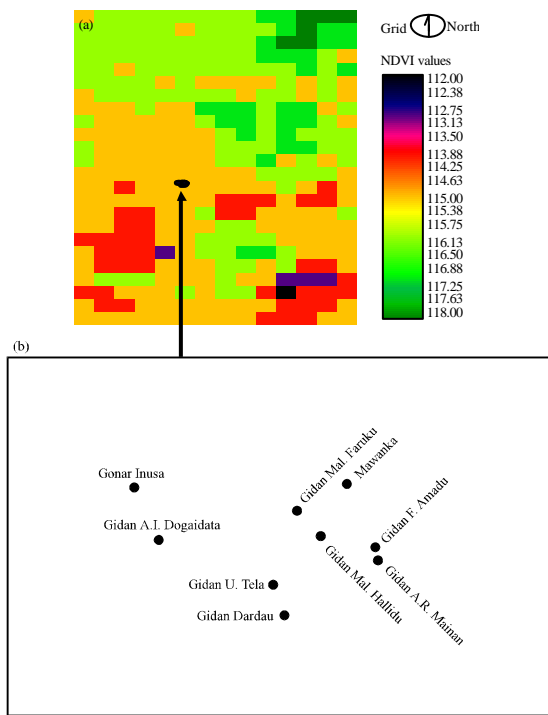 (a)
Grid North
NDVI values
112.00
112.38
112.75
113.13
113.50
113.88
114.25
114.63
115.00
115.38
115.75
116.13
116.50
116.88
117.25
117.63
118.00
(b)
Gonar Inusa
Gidan A.I. Dogaidata
Gidan U. Tela
Gidan Dardau
Gidan Mal. Faruku
Mawanka
Gidan F. Amadu
Gidan Mal. Hallidu
Gidan A.R. Mainan